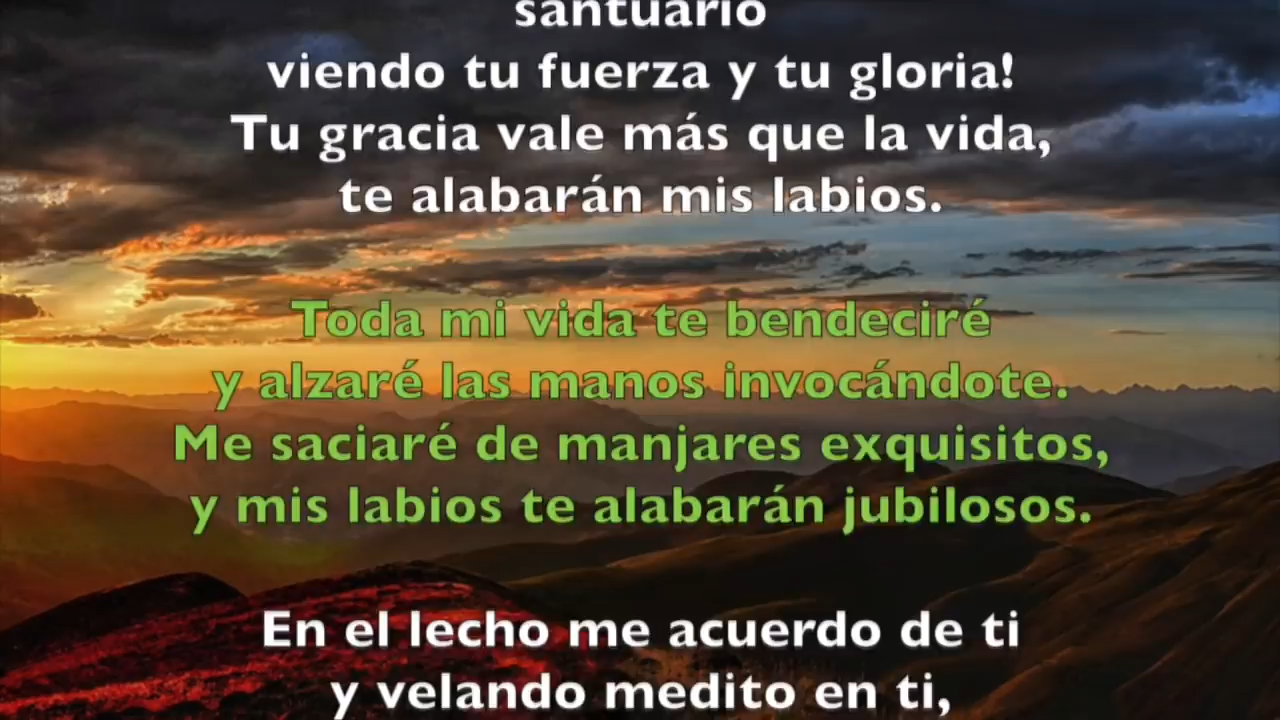 santuario
viendo tu fuerza y tu gloria!
Tu gracia vale más que la vida,
te alabarán mis labios.
Toda mi vida te bendeciré
y alzaré las manos invocándote.
Me saciaré de manjares exquisitos,
y mis labios te alabarán jubilosos.
En el lecho me acuerdo de ti
y velando medito en ti,